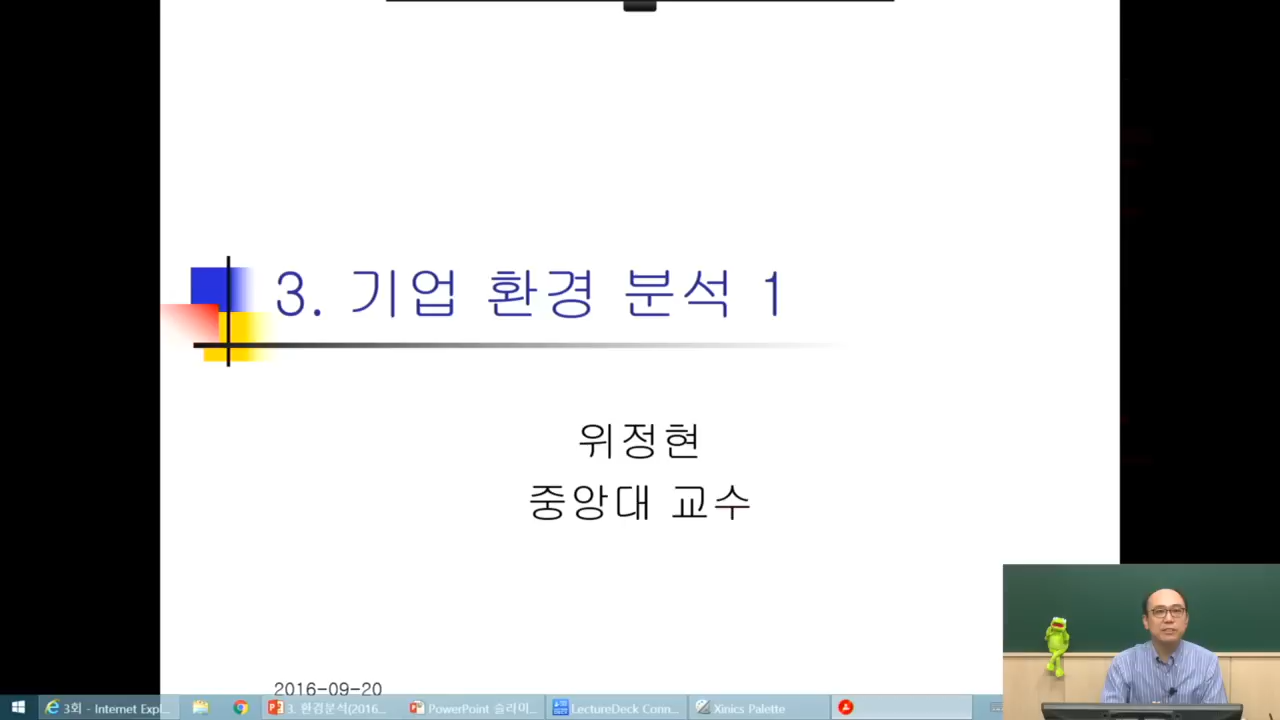 3. 기업 환경 분석 1
위정현
중앙대 교수
2016-09-20
3회 - Internet Expl...
3. 환경분석(2016...
PowerPoint 슬라이...
LectureDeck Conn...
Xinics Palette